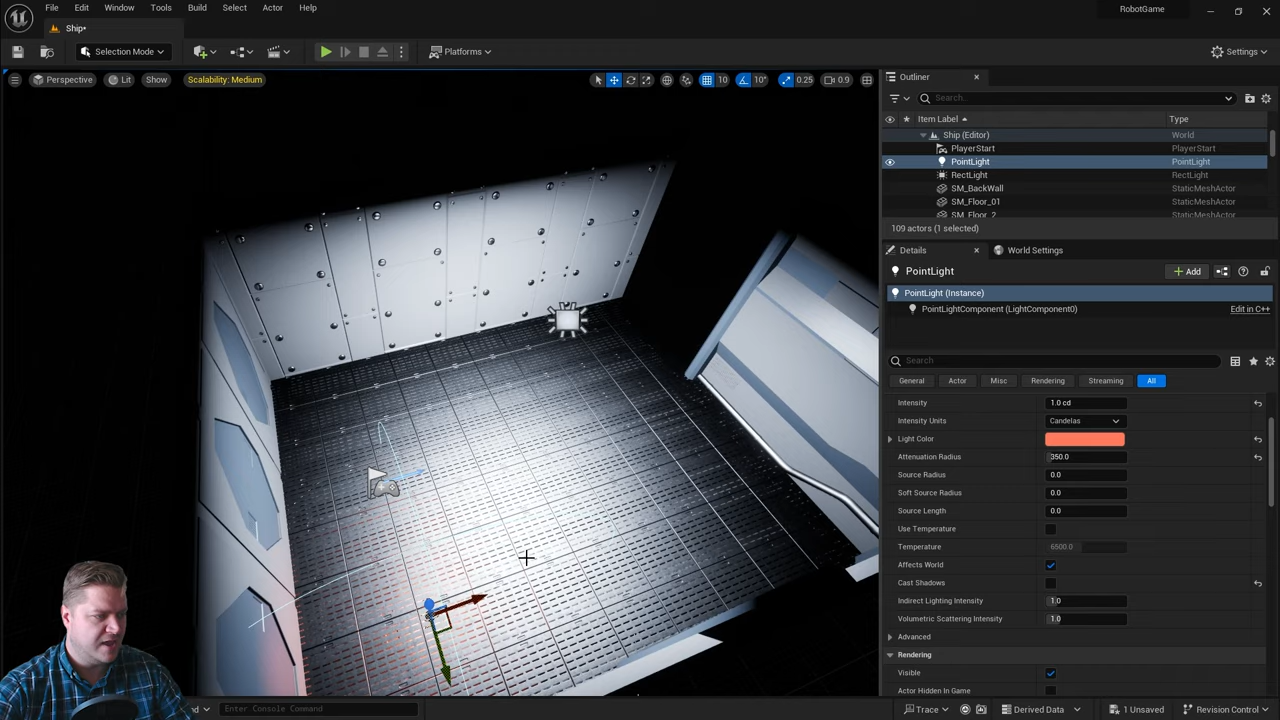 File Edit Window Tools Build Select Actor Help
RobotGame
Ship•
Selection Mode
Platforms
Settings
Perspective Lit Show Scalability: Medium
10 10° 0.25 0.9
Outliner
Search...
Item Label Type
Ship (Editor) World
PlayerStart PlayerStart
PointLight PointLight
RectLight RectLight
SM_BackWall StaticMeshActor
SM_Floor_01 StaticMeshActor
SM_Floor_2 StaticMeshActor
109 actors (1 selected)
Details World Settings
PointLight
Add
PointLight (Instance)
PointLightComponent (LightComponent0) Edit in C++
Search
General Actor Misc Rendering Streaming All
Intensity 1.0 cd
Intensity Units Candelas
Light Color
Attenuation Radius 350.0
Source Radius 0.0
Soft Source Radius 0.0
Source Length 0.0
Use Temperature
Temperature 6500.0
Affects World
Cast Shadows
Indirect Lighting Intensity 1.0
Volumetric Scattering Intensity 1.0
Advanced
Rendering
Visible
Actor Hidden In Game
Enter Console Command
Trace Derived Data 1 Unsaved Revision Control